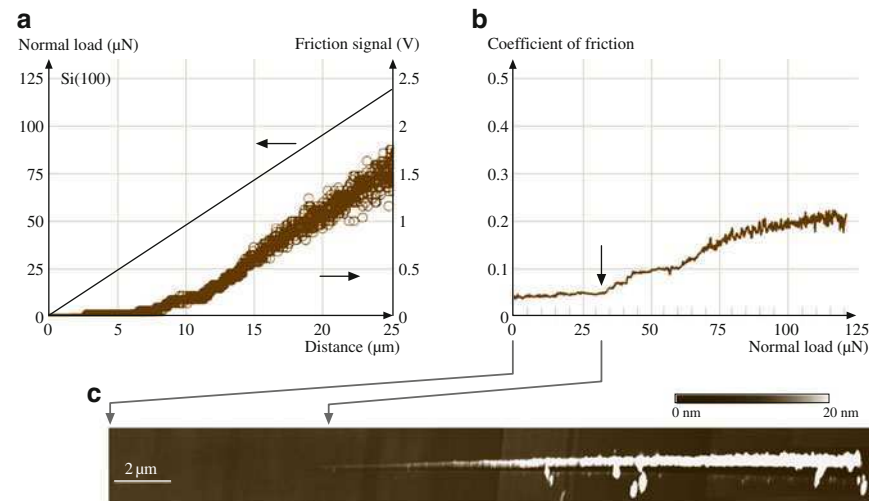 a
Normal load (µN)
Friction signal (V)
125
Si(100)
2.5
100
2
75
1.5
50
1
25
0.5
0
0
0
5
10
15
20
25
Distance (µm)
b
Coefficient of friction
0.5
0.4
0.3
0.2
0.1
0
0
25
50
75
100
125
Normal load (µN)
c
0 nm
20 nm
2 µm